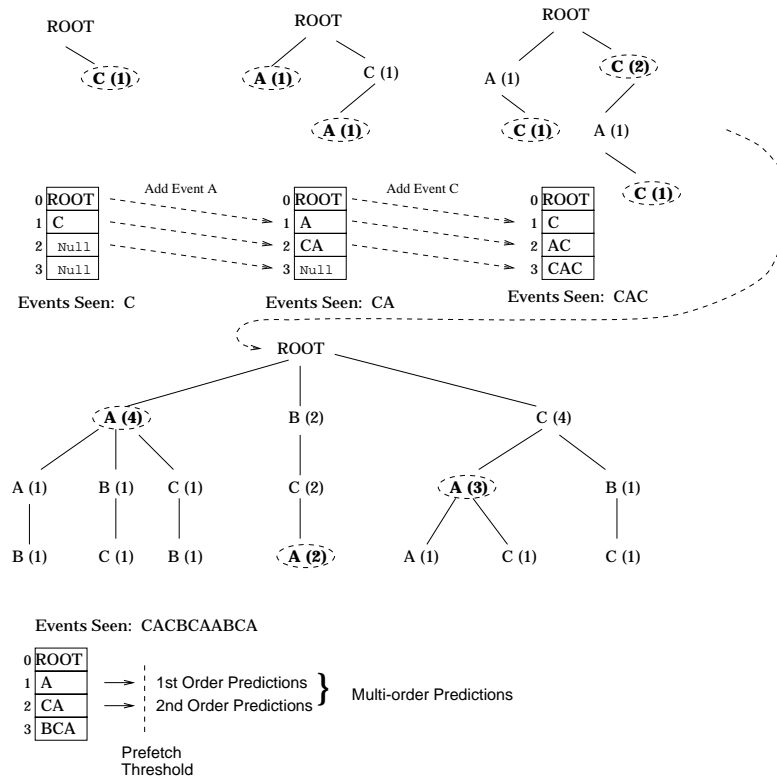 ROOT
C (1)
ROOT
A (1)
C (1)
A (1)
ROOT
A (1)
C (2)
C (1)
A (1)
C (1)
0 ROOT
1 C
2 Null
3 Null
Events Seen: C
Add Event A
0 ROOT
1 A
2 CA
3 Null
Events Seen: CA
Add Event C
0 ROOT
1 C
2 AC
3 CAC
Events Seen: CAC
ROOT
A (4)
B (2)
C (4)
A (1)
B (1)
C (1)
C (2)
A (3)
B (1)
B (1)
C (1)
B (1)
A (2)
A (1)
C (1)
C (1)
Events Seen: CACBCAABCA
0 ROOT
1 A
2 CA
3 BCA
1st Order Predictions
2nd Order Predictions
} Multi-order Predictions
Prefetch
Threshold